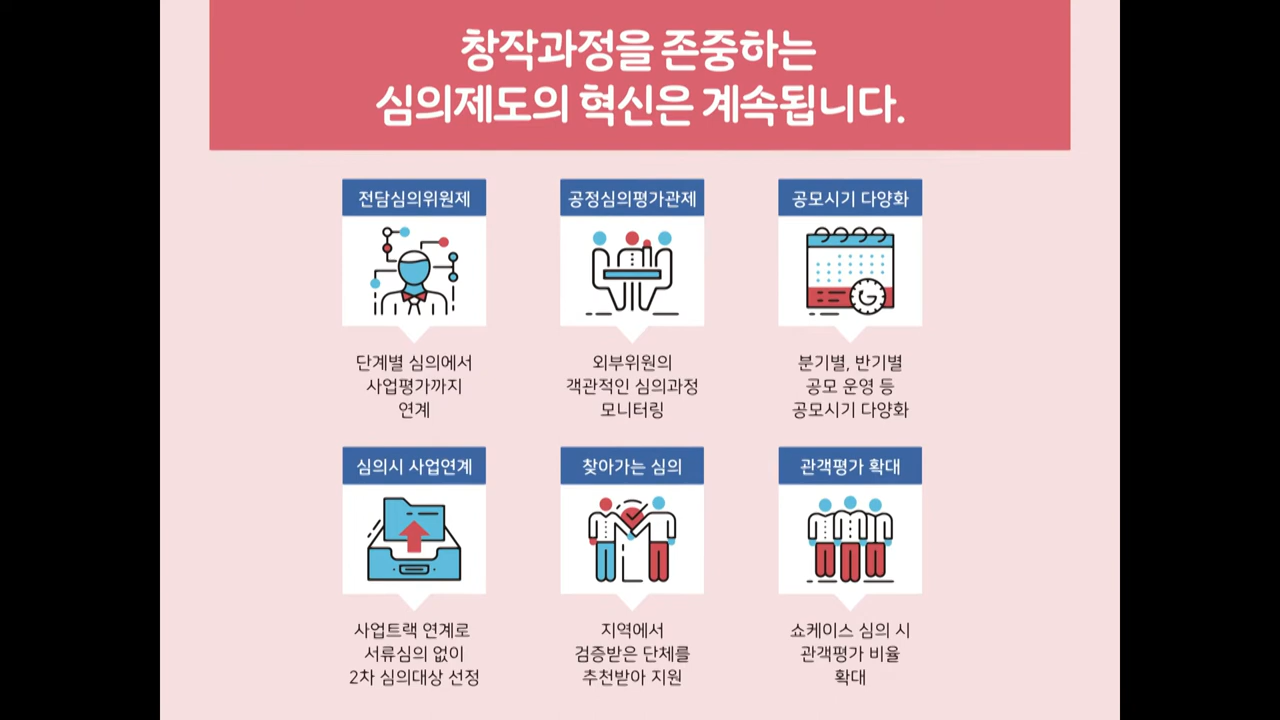 창작과정을 존중하는
심의제도의 혁신은 계속됩니다.
전담심의위원제
단계별 심의에서
사업평가까지
연계
공정심의평가관제
외부위원의
객관적인 심의과정
모니터링
공모시기 다양화
분기별, 반기별
공모 운영 등
공모시기 다양화
심의시 사업연계
사업트랙 연계로
서류심의 없이
2차 심의대상 선정
찾아가는 심의
지역에서
검증받은 단체를
추천받아 지원
관객평가 확대
쇼케이스 심의 시
관객평가 비율
확대